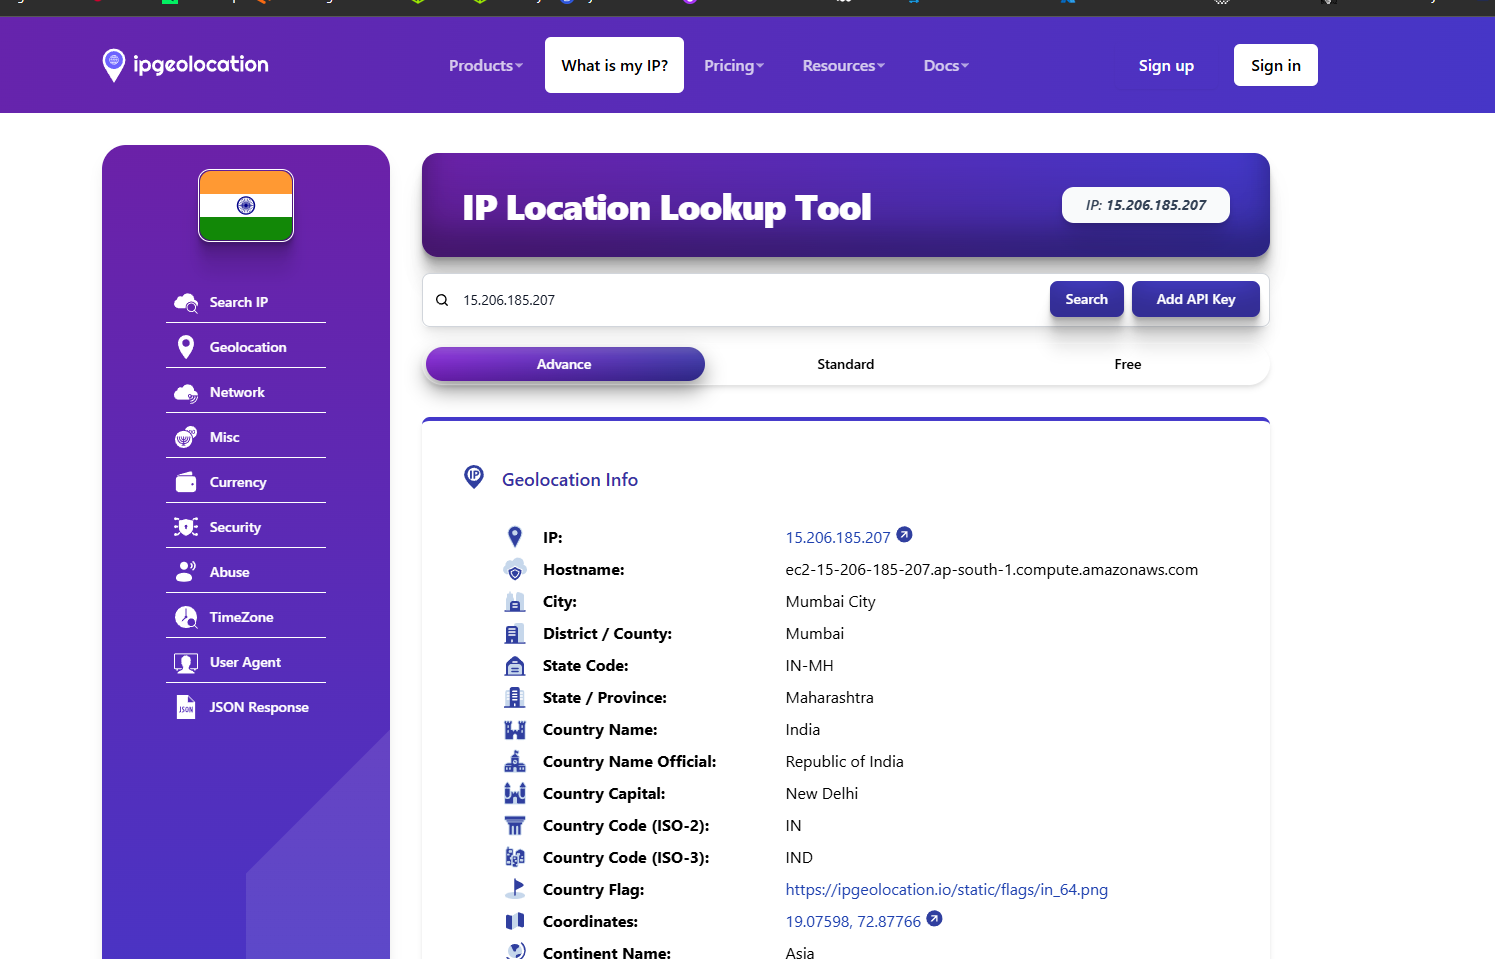 ipgeolocation
Products
What is my IP?
Pricing
Resources
Docs
Sign up
Sign in
Search IP
Geolocation
Network
Misc
Currency
Security
Abuse
TimeZone
User Agent
JSON
JSON Response
IP Location Lookup Tool
IP: 15.206.185.207
15.206.185.207
Search
Add API Key
Advance
Standard
Free
IP
Geolocation Info
IP: 15.206.185.207
Hostname: ec2-15-206-185-207.ap-south-1.compute.amazonaws.com
City: Mumbai City
District / County: Mumbai
State Code: IN-MH
State / Province: Maharashtra
Country Name: India
Country Name Official: Republic of India
Country Capital: New Delhi
Country Code (ISO-2): IN
Country Code (ISO-3): IND
Country Flag: https://ipgeolocation.io/static/flags/in_64.png
Coordinates: 19.07598, 72.87766
Continent Name: Asia